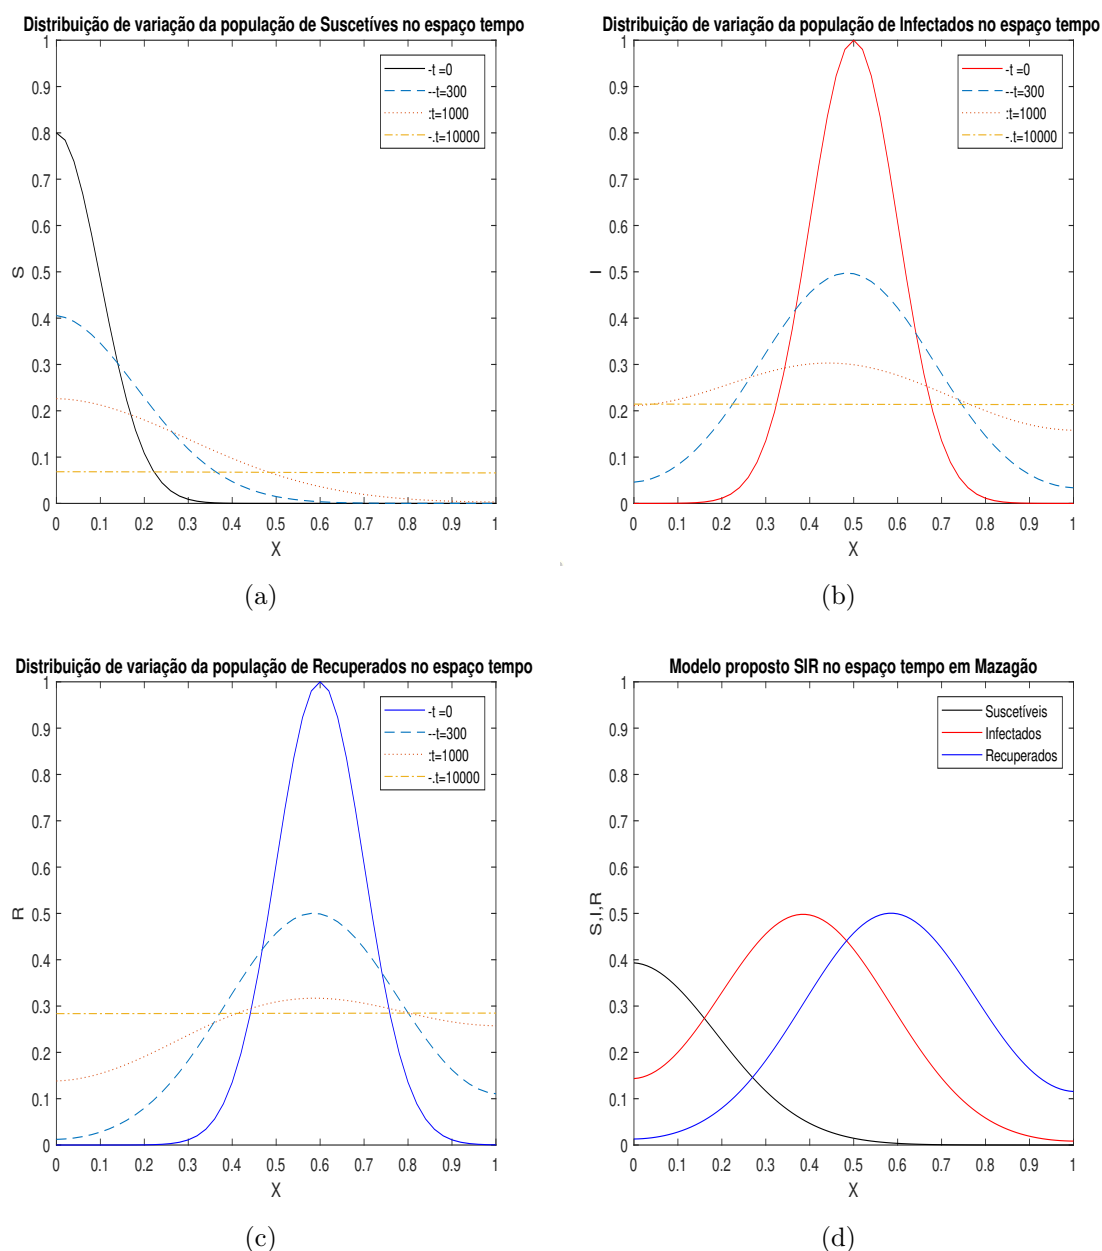 Distribuição de variação da população de Suscetíves no espaço tempo
1
0.9
0.8
0.7
0.6
0.5
0.4
0.3
0.2
0.1
0
S
-t =0
--t=300
:t=1000
-.t=10000
0 0.1 0.2 0.3 0.4 0.5 0.6 0.7 0.8 0.9 1
X
(a)
Distribuição de variação da população de Infectados no espaço tempo
1
0.9
0.8
0.7
0.6
0.5
0.4
0.3
0.2
0.1
0
I
-t =0
--t=300
:t=1000
-.t=10000
0 0.1 0.2 0.3 0.4 0.5 0.6 0.7 0.8 0.9 1
X
(b)
Distribuição de variação da população de Recuperados no espaço tempo
1
0.9
0.8
0.7
0.6
0.5
0.4
0.3
0.2
0.1
0
R
-t =0
--t=300
:t=1000
-.t=10000
0 0.1 0.2 0.3 0.4 0.5 0.6 0.7 0.8 0.9 1
X
(c)
Modelo proposto SIR no espaço tempo em Mazagão
1
0.9
0.8
0.7
0.6
0.5
0.4
0.3
0.2
0.1
0
S,I,R
Suscetíveis
Infectados
Recuperados
0 0.1 0.2 0.3 0.4 0.5 0.6 0.7 0.8 0.9 1
X
(d)